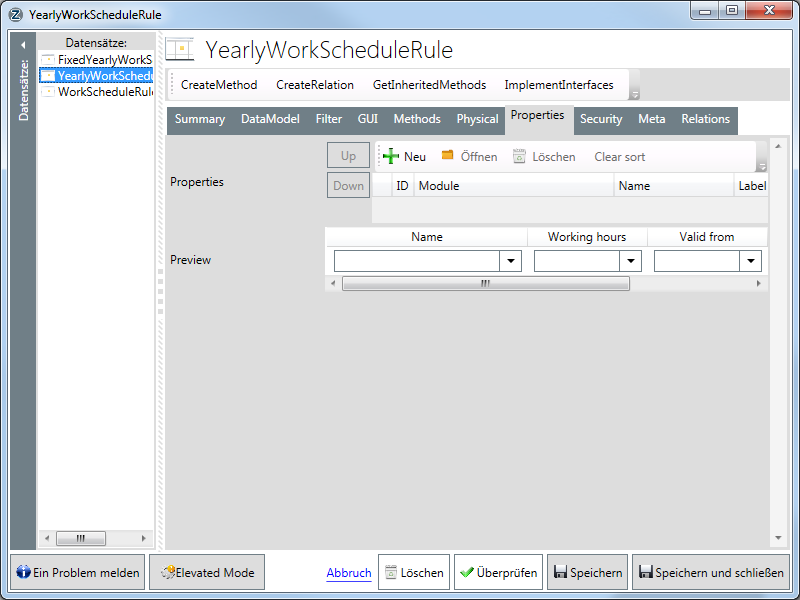 YearlyWorkScheduleRule
Datensätze:
Datensätze:
FixedYearlyWorkS
YearlyWorkSchedu
WorkScheduleRule
YearlyWorkScheduleRule
CreateMethod CreateRelation GetInheritedMethods ImplementInterfaces
Summary DataModel Filter GUI Methods Physical Properties Security Meta Relations
Properties
Up
Down
Neu Öffnen Löschen Clear sort
ID Module Name Label
Preview
Name Working hours Valid from
Ein Problem melden Elevated Mode Abbruch Löschen Überprüfen Speichern Speichern und schließen